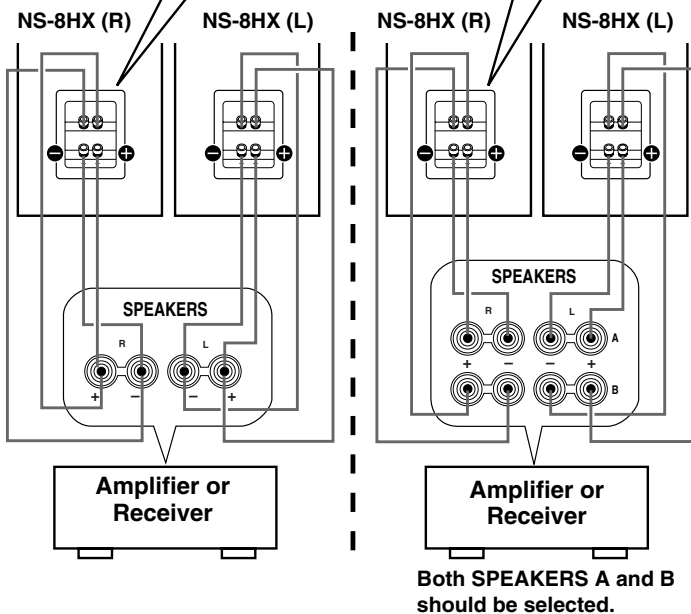 NS-8HX (R)
NS-8HX (L)
− +
− +
SPEAKERS
R L
+ − − +
Amplifier or
Receiver
NS-8HX (R)
NS-8HX (L)
− +
− +
SPEAKERS
R L
A
+ − − +
B
Amplifier or
Receiver
Both SPEAKERS A and B
should be selected.